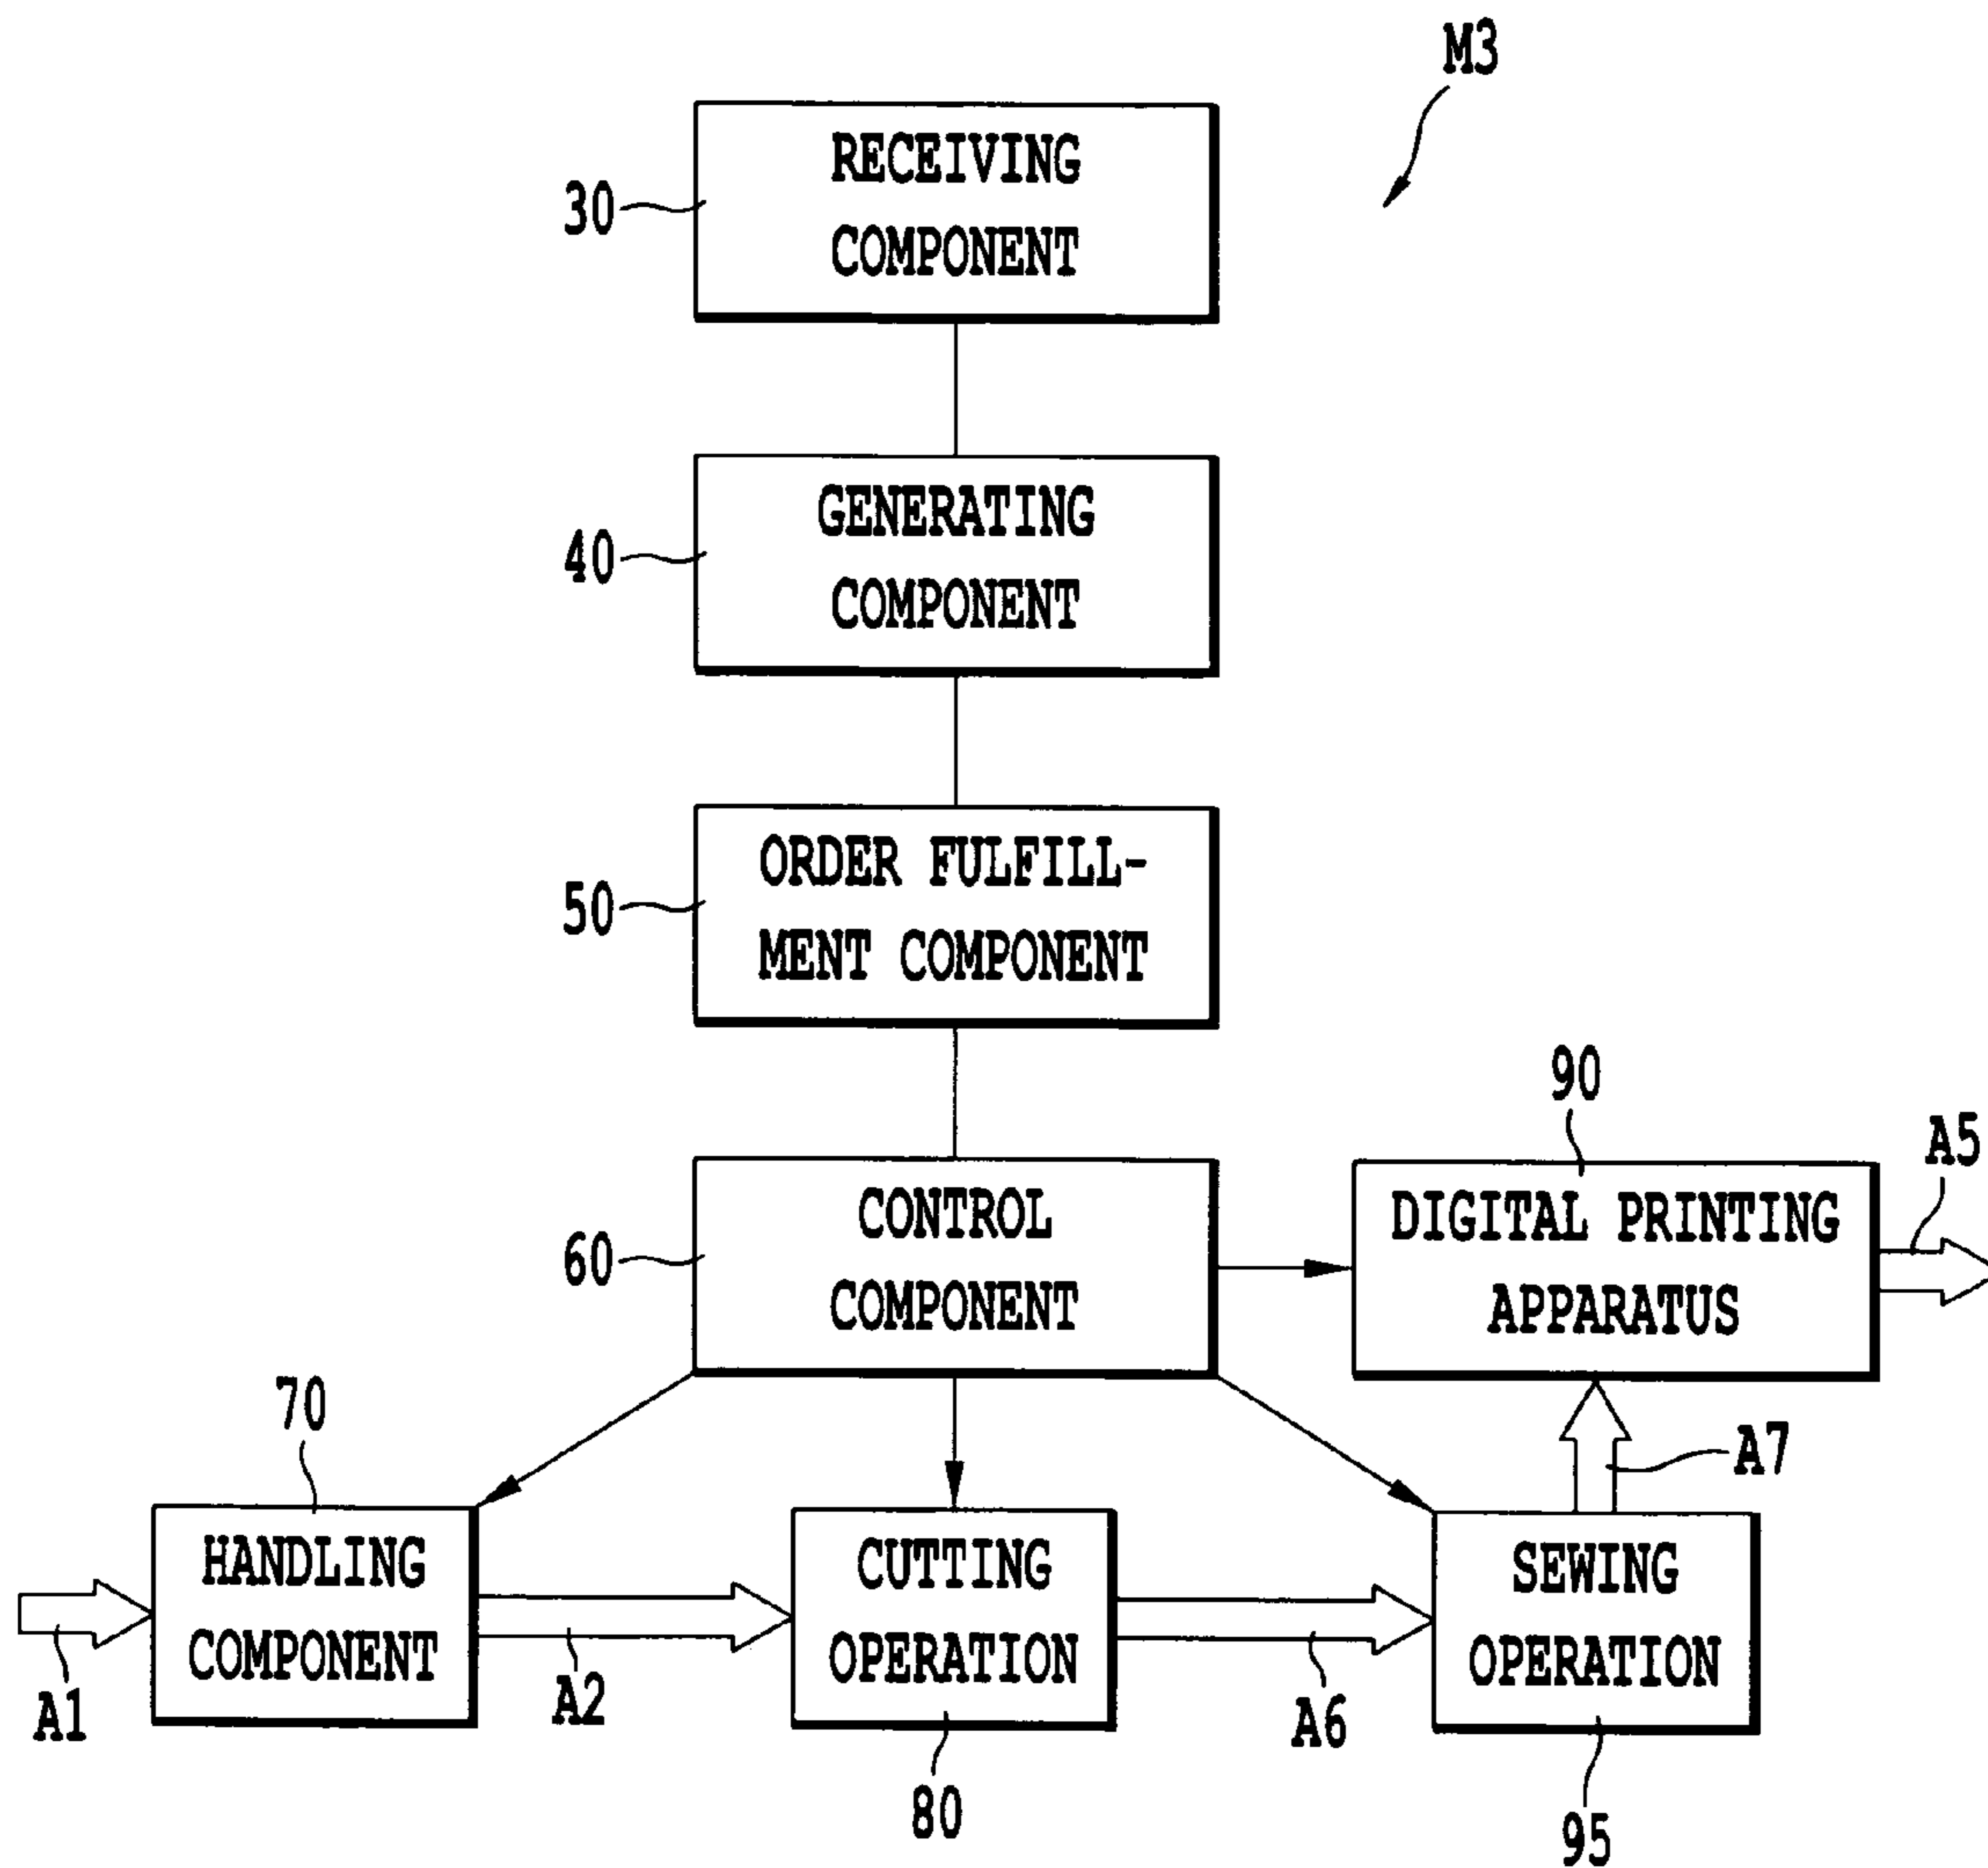 M3
RECEIVING
COMPONENT
30
GENERATING
COMPONENT
40
ORDER FULFILL-
MENT COMPONENT
50
90
A5
CONTROL
COMPONENT
60
DIGITAL PRINTING
APPARATUS
70
A7
HANDLING
COMPONENT
CUTTING
OPERATION
SEWING
OPERATION
A1
A2
A6
80
95